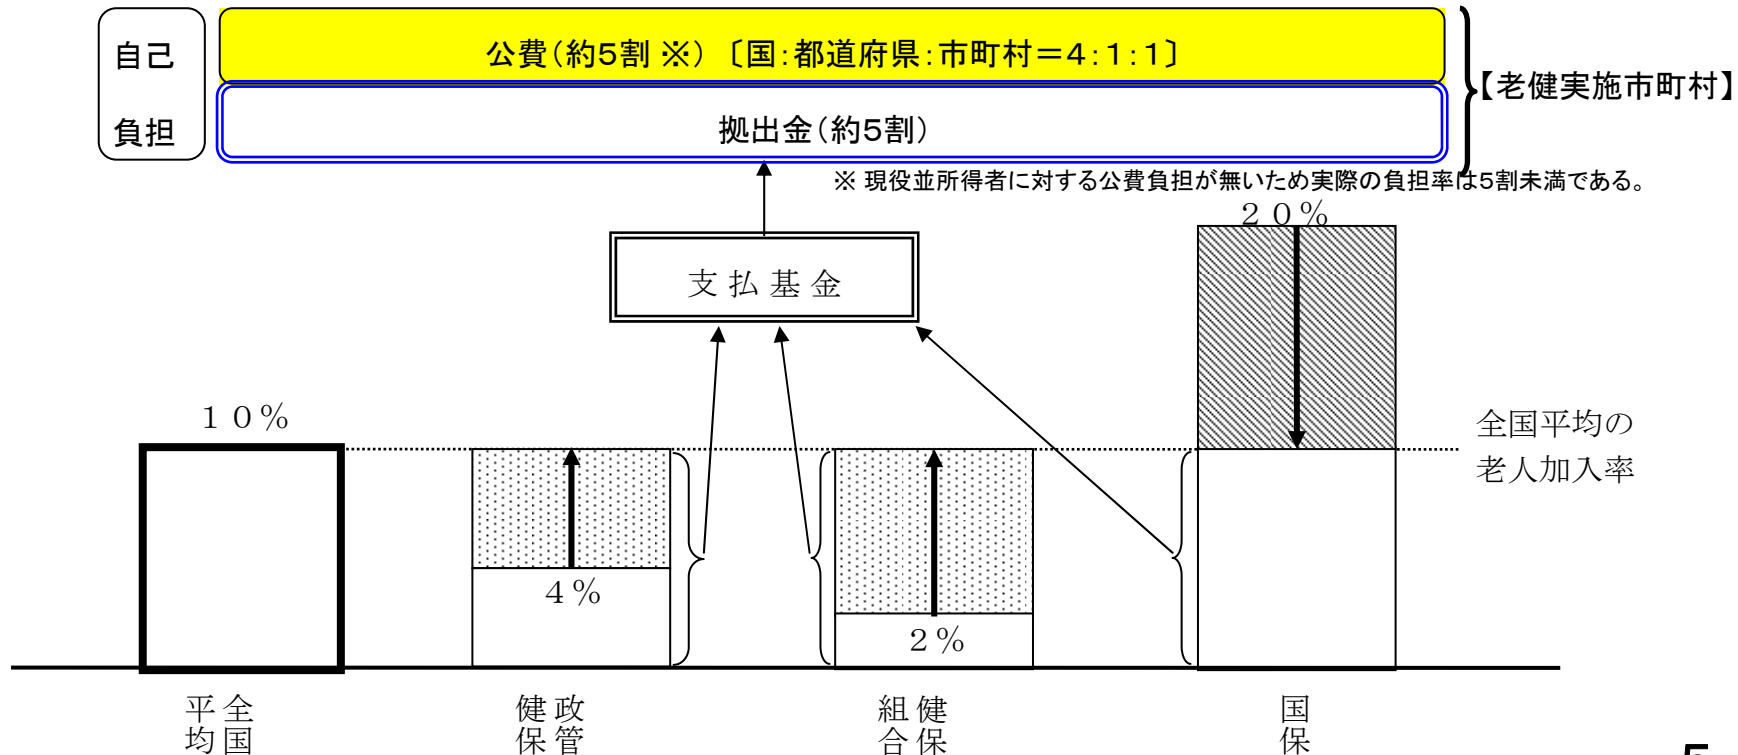 自己
負担
公費(約5割 ※) 〔国:都道府県:市町村=4:1:1〕
拠出金(約5割)
【老健実施市町村】
※ 現役並所得者に対する公費負担が無いため実際の負担率は5割未満である。
20%
支払基金
10%
全国平均の
老人加入率
4%
2%
全国
平均
政管
健保
健保
組合
国保